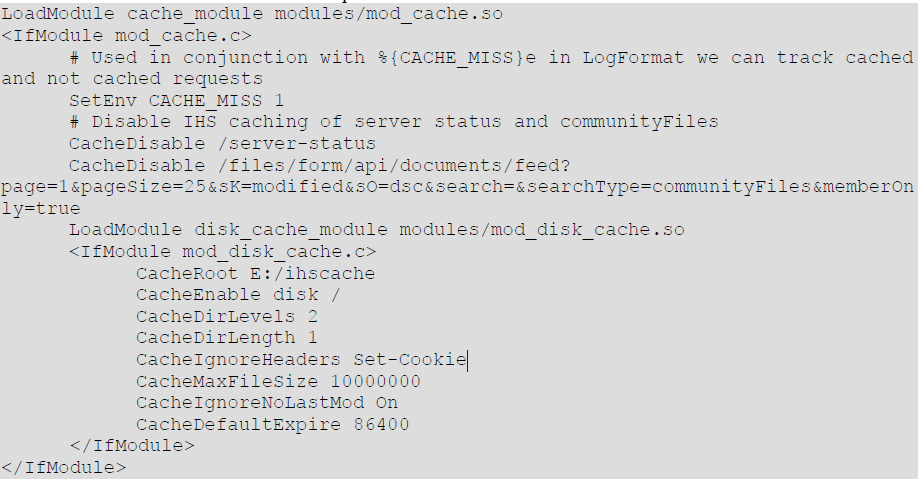 LoadModule cache_module modules/mod_cache.so
<IfModule mod_cache.c>
# Used in conjunction with %{CACHE_MISS}e in LogFormat we can track cached
and not cached requests
SetEnv CACHE_MISS 1
# Disable IHS caching of server status and communityFiles
CacheDisable /server-status
CacheDisable /files/form/api/documents/feed?
page=1&pageSize=25&sK=modified&sO=dsc&search=&searchType=communityFiles&memberOn
ly=true
LoadModule disk_cache_module modules/mod_disk_cache.so
<IfModule mod_disk_cache.c>
CacheRoot E:/ihscache
CacheEnable disk /
CacheDirLevels 2
CacheDirLength 1
CacheIgnoreHeaders Set-Cookie
CacheMaxFileSize 10000000
CacheIgnoreNoLastMod On
CacheDefaultExpire 86400
</IfModule>
</IfModule>